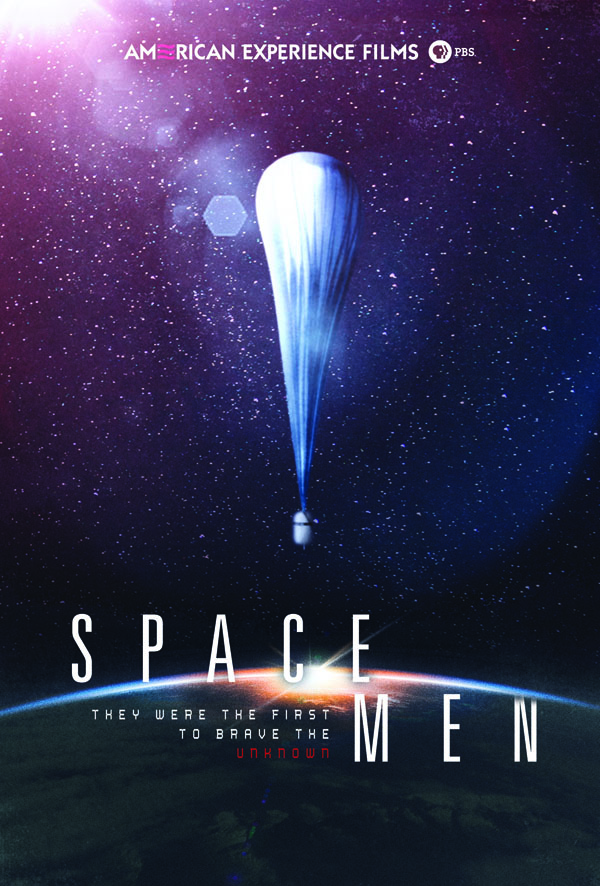 AMERICAN EXPERIENCE FILMS PBS.
SPACE
MEN
THEY WERE THE FIRST
TO BRAVE THE
UNKNOWN